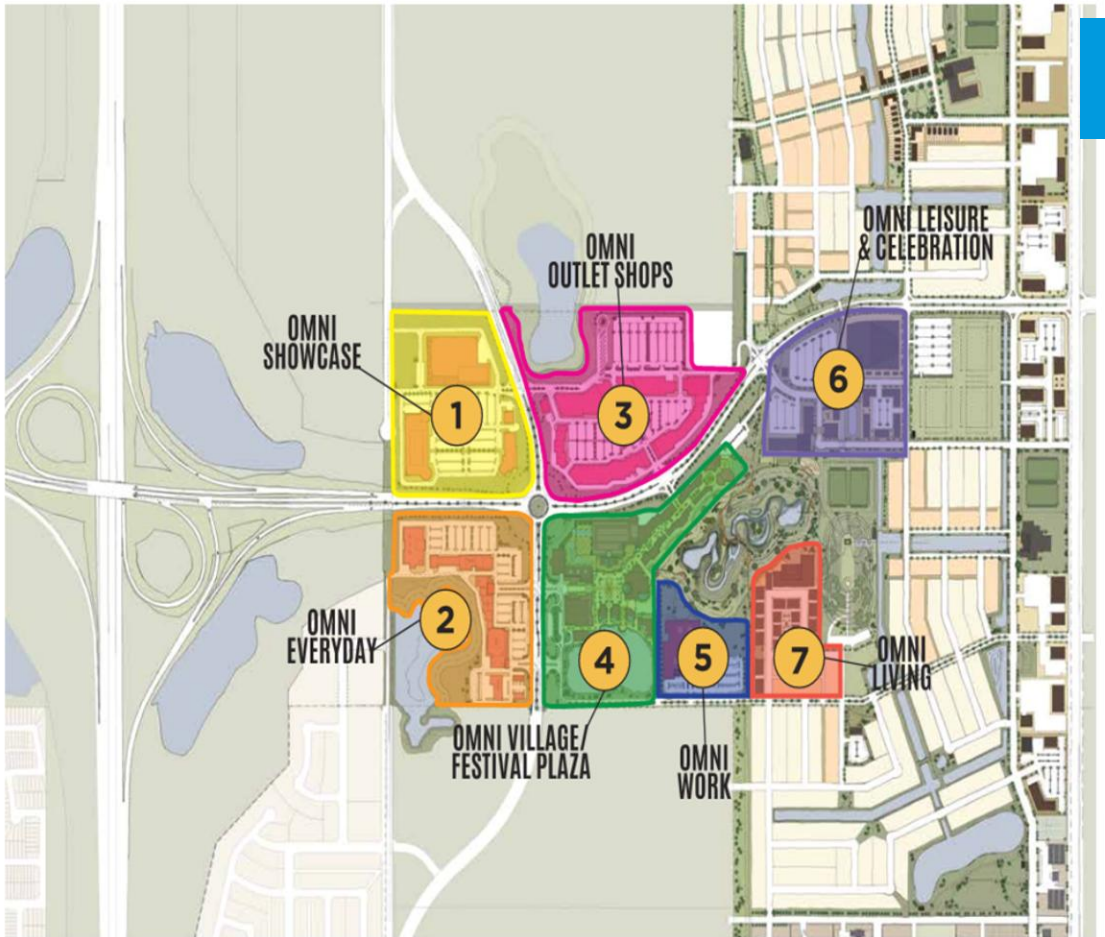 OMNI LEISURE
& CELEBRATION
OMNI
OUTLET SHOPS
OMNI
SHOWCASE
6
1
3
OMNI
EVERYDAY
2
4
5
7
OMNI
LIVING
OMNI VILLAGE/
FESTIVAL PLAZA
OMNI
WORK